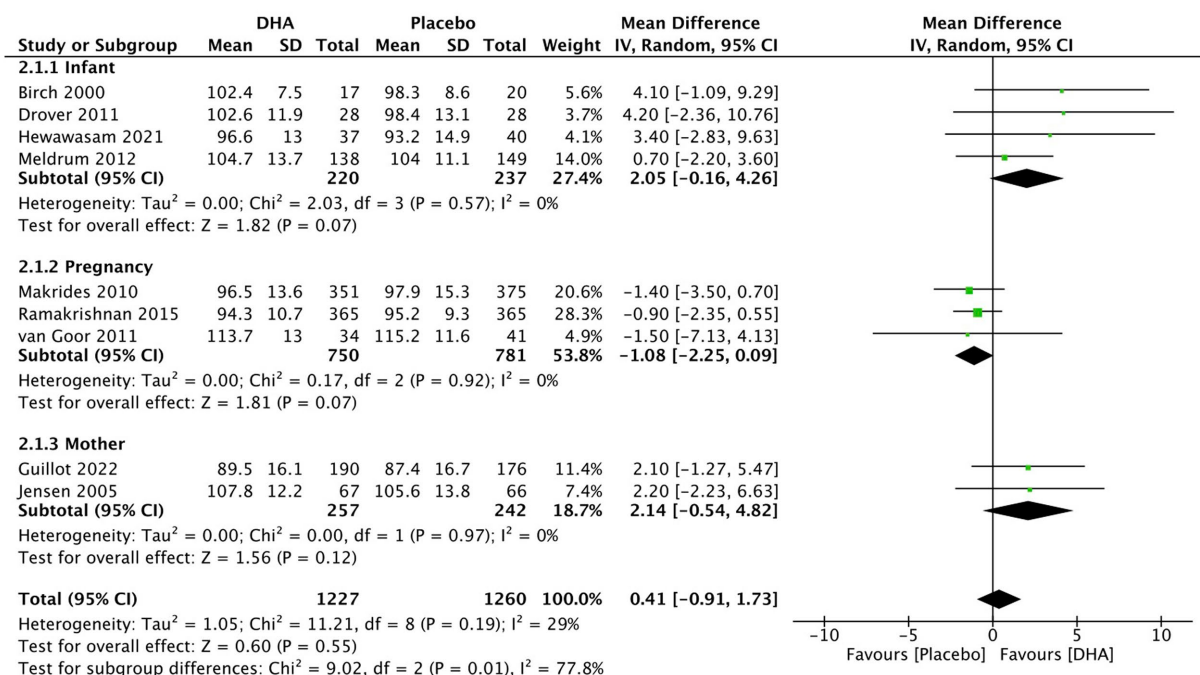 DHA Placebo Mean Difference Mean Difference
Study or Subgroup Mean SD Total Mean SD Total Weight IV, Random, 95% CI IV, Random, 95% CI
2.1.1 Infant
Birch 2000 102.4 7.5 17 98.3 8.6 20 5.6% 4.10 [−1.09, 9.29]
Drover 2011 102.6 11.9 28 98.4 13.1 28 3.7% 4.20 [−2.36, 10.76]
Hewawasam 2021 96.6 13 37 93.2 14.9 40 4.1% 3.40 [−2.83, 9.63]
Meldrum 2012 104.7 13.7 138 104 11.1 149 14.0% 0.70 [−2.20, 3.60]
Subtotal (95% CI) 220 237 27.4% 2.05 [−0.16, 4.26]
Heterogeneity: Tau² = 0.00; Chi² = 2.03, df = 3 (P = 0.57); I² = 0%
Test for overall effect: Z = 1.82 (P = 0.07)
2.1.2 Pregnancy
Makrides 2010 96.5 13.6 351 97.9 15.3 375 20.6% −1.40 [−3.50, 0.70]
Ramakrishnan 2015 94.3 10.7 365 95.2 9.3 365 28.3% −0.90 [−2.35, 0.55]
van Goor 2011 113.7 13 34 115.2 11.6 41 4.9% −1.50 [−7.13, 4.13]
Subtotal (95% CI) 750 781 53.8% −1.08 [−2.25, 0.09]
Heterogeneity: Tau² = 0.00; Chi² = 0.17, df = 2 (P = 0.92); I² = 0%
Test for overall effect: Z = 1.81 (P = 0.07)
2.1.3 Mother
Guillot 2022 89.5 16.1 190 87.4 16.7 176 11.4% 2.10 [−1.27, 5.47]
Jensen 2005 107.8 12.2 67 105.6 13.8 66 7.4% 2.20 [−2.23, 6.63]
Subtotal (95% CI) 257 242 18.7% 2.14 [−0.54, 4.82]
Heterogeneity: Tau² = 0.00; Chi² = 0.00, df = 1 (P = 0.97); I² = 0%
Test for overall effect: Z = 1.56 (P = 0.12)
Total (95% CI) 1227 1260 100.0% 0.41 [−0.91, 1.73]
Heterogeneity: Tau² = 1.05; Chi² = 11.21, df = 8 (P = 0.19); I² = 29%
Test for overall effect: Z = 0.60 (P = 0.55)
Test for subgroup differences: Chi² = 9.02, df = 2 (P = 0.01), I² = 77.8%
−10 −5 0 5 10
Favours [Placebo] Favours [DHA]